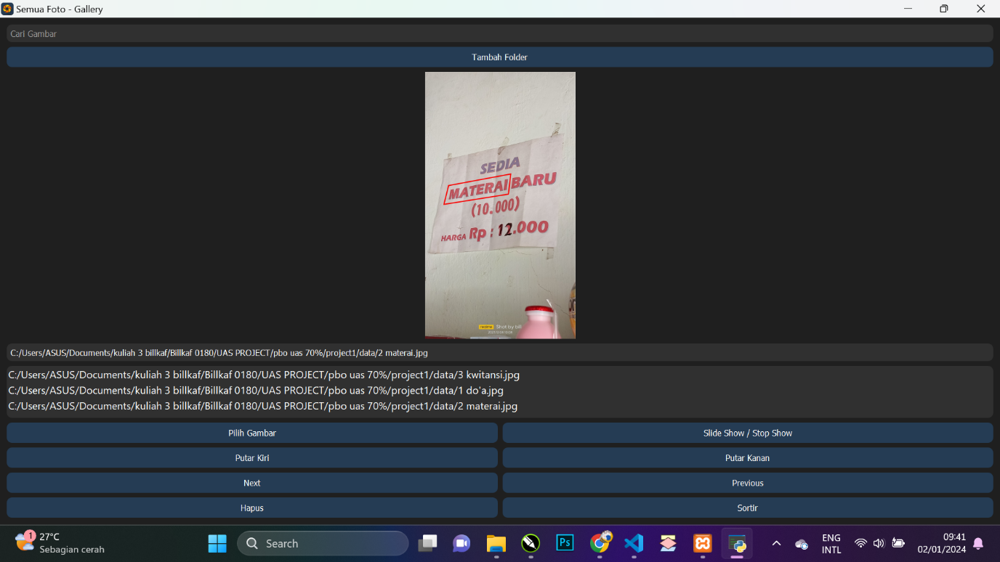 Semua Foto - Gallery
Cari Gambar
Tambah Folder
SEDIA
MATERAI BARU
(10.000)
HARGA Rp : 12.000
realme Shot by bill
C:/Users/ASUS/Documents/kuliah 3 billkaf/Billkaf 0180/UAS PROJECT/pbo uas 70%/project1/data/2 materai.jpg
C:/Users/ASUS/Documents/kuliah 3 billkaf/Billkaf 0180/UAS PROJECT/pbo uas 70%/project1/data/3 kwitansi.jpg
C:/Users/ASUS/Documents/kuliah 3 billkaf/Billkaf 0180/UAS PROJECT/pbo uas 70%/project1/data/1 do'a.jpg
C:/Users/ASUS/Documents/kuliah 3 billkaf/Billkaf 0180/UAS PROJECT/pbo uas 70%/project1/data/2 materai.jpg
Pilih Gambar
Slide Show / Stop Show
Putar Kiri
Putar Kanan
Next
Previous
Hapus
Sortir
1
27°C
Sebagian cerah
Search
Ps
ENG
INTL
09:41
02/01/2024